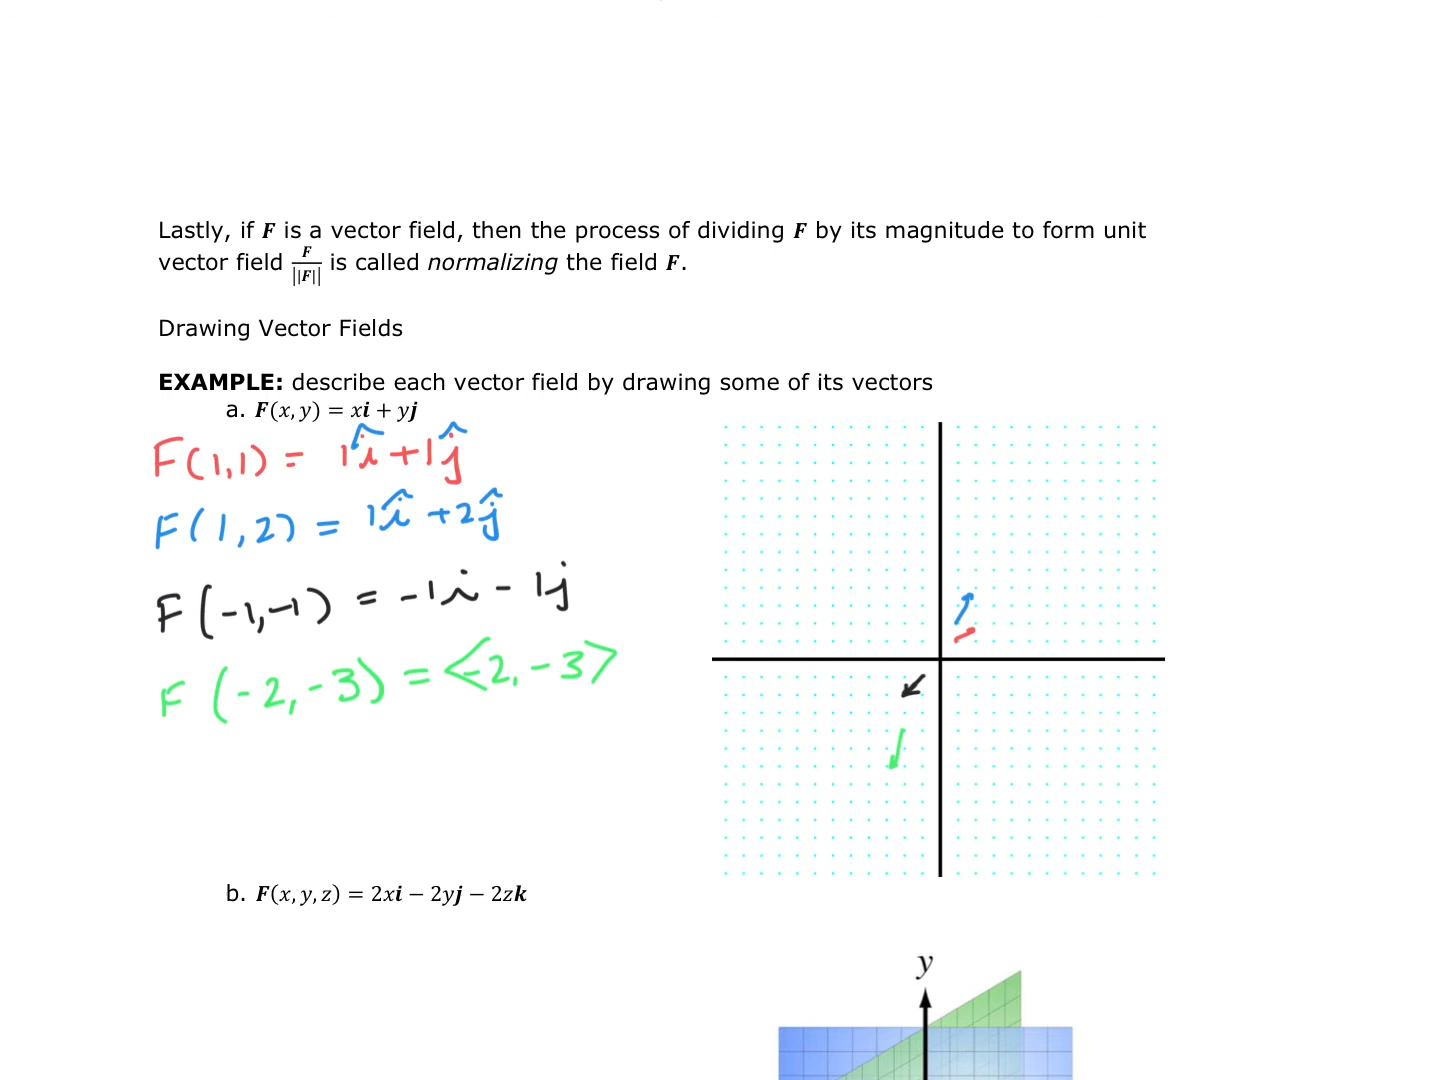 Lastly, if F is a vector field, then the process of dividing F by its magnitude to form unit
vector field F/||F|| is called normalizing the field F.
Drawing Vector Fields
EXAMPLE: describe each vector field by drawing some of its vectors
a. F(x, y) = xi + yj
F(1,1) = 1î + 1ĵ
F(1,2) = 1î + 2ĵ
F(-1,-1) = -1i - 1j
F(-2,-3) = <-2,-3>
b. F(x, y, z) = 2xi − 2yj − 2zk
y